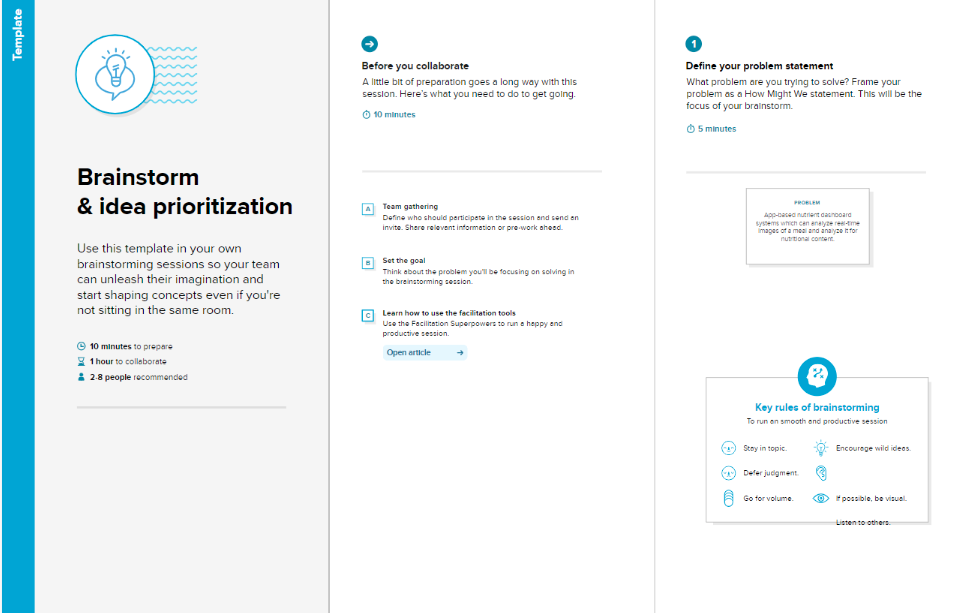 Template
Brainstorm
& idea prioritization
Use this template in your own
brainstorming sessions so your team
can unleash their imagination and
start shaping concepts even if you're
not sitting in the same room.
10 minutes to prepare
1 hour to collaborate
2-8 people recommended
Before you collaborate
A little bit of preparation goes a long way with this
session. Here's what you need to do to get going.
10 minutes
A
Team gathering
Define who should participate in the session and send an
invite. Share relevant information or pre-work ahead.
B
Set the goal
Think about the problem you'll be focusing on solving in
the brainstorming session.
C
Learn how to use the facilitation tools
Use the Facilitation Superpowers to run a happy and
productive session.
Open article
1
Define your problem statement
What problem are you trying to solve? Frame your
problem as a How Might We statement. This will be the
focus of your brainstorm.
5 minutes
PROBLEM
App-based nutrient dashboard
systems which can analyze real-time
images of a meal and analyze it for
nutritional content.
Key rules of brainstorming
To run an smooth and productive session
Stay in topic.
Encourage wild ideas.
Defer judgment.
Go for volume.
If possible, be visual.
Listen to others.